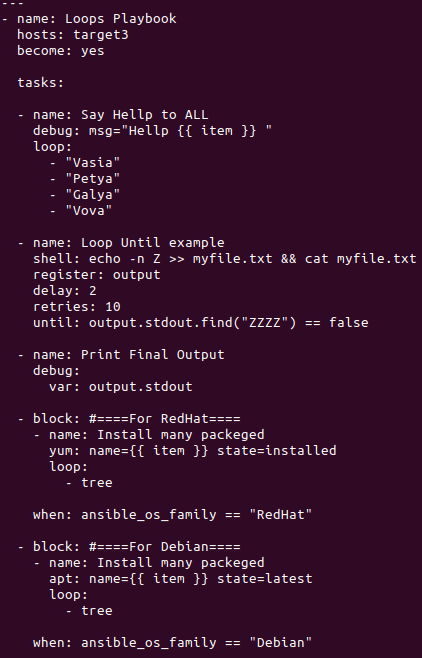 ---
- name: Loops Playbook
  hosts: target3
  become: yes

  tasks:

  - name: Say Hellp to ALL
    debug: msg="Hellp {{ item }} "
    loop:
      - "Vasia"
      - "Petya"
      - "Galya"
      - "Vova"

  - name: Loop Until example
    shell: echo -n Z >> myfile.txt && cat myfile.txt
    register: output
    delay: 2
    retries: 10
    until: output.stdout.find("ZZZZ") == false

  - name: Print Final Output
    debug:
      var: output.stdout

  - block: #====For RedHat====
    - name: Install many packeged
      yum: name={{ item }} state=installed
      loop:
        - tree

    when: ansible_os_family == "RedHat"

  - block: #====For Debian====
    - name: Install many packeged
      apt: name={{ item }} state=latest
      loop:
        - tree

    when: ansible_os_family == "Debian"